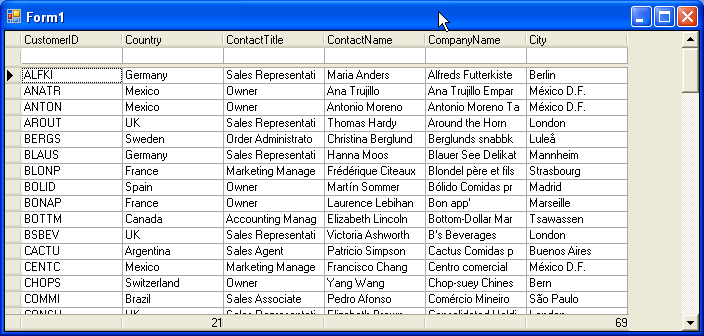 Form1
CustomerID Country ContactTitle ContactName CompanyName City
ALFKI Germany Sales Representati Maria Anders Alfreds Futterkiste Berlin
ANATR Mexico Owner Ana Trujillo Ana Trujillo Empar México D.F.
ANTON Mexico Owner Antonio Moreno Antonio Moreno Ta México D.F.
AROUT UK Sales Representati Thomas Hardy Around the Horn London
BERGS Sweden Order Administrato Christina Berglund Berglunds snabbk Luleå
BLAUS Germany Sales Representati Hanna Moos Blauer See Delikat Mannheim
BLONP France Marketing Manage Frédérique Citeaux Blondel père et fils Strasbourg
BOLID Spain Owner Martín Sommer Bólido Comidas pr Madrid
BONAP France Owner Laurence Lebihan Bon app' Marseille
BOTTM Canada Accounting Manag Elizabeth Lincoln Bottom-Dollar Mar Tsawassen
BSBEV UK Sales Representati Victoria Ashworth B's Beverages London
CACTU Argentina Sales Agent Patricio Simpson Cactus Comidas p Buenos Aires
CENTC Mexico Marketing Manage Francisco Chang Centro comercial México D.F.
CHOPS Switzerland Owner Yang Wang Chop-suey Chines Bern
COMMI Brazil Sales Associate Pedro Afonso Comércio Mineiro São Paulo
CONSH UK Sales Representati Elizabeth Brown Consolidated Holdi London
21 69